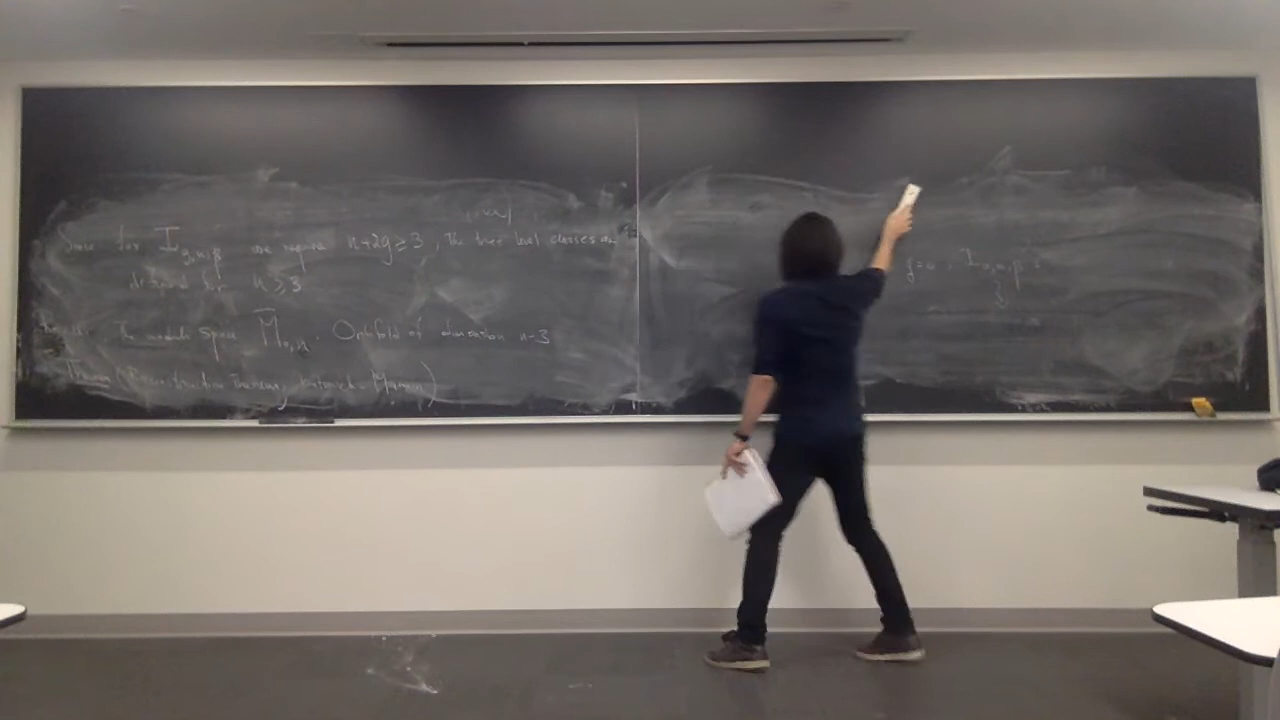 Since for I_{g,n,β} we require n+2g≥3, the tree level classes are
defined for n≥3
The moduli space M̄_{0,n}. Orbifold of dimension n-3
Theorem (Reconstruction Theorem, Kontsevich-Manin)
g=0, I_{0,n,β}